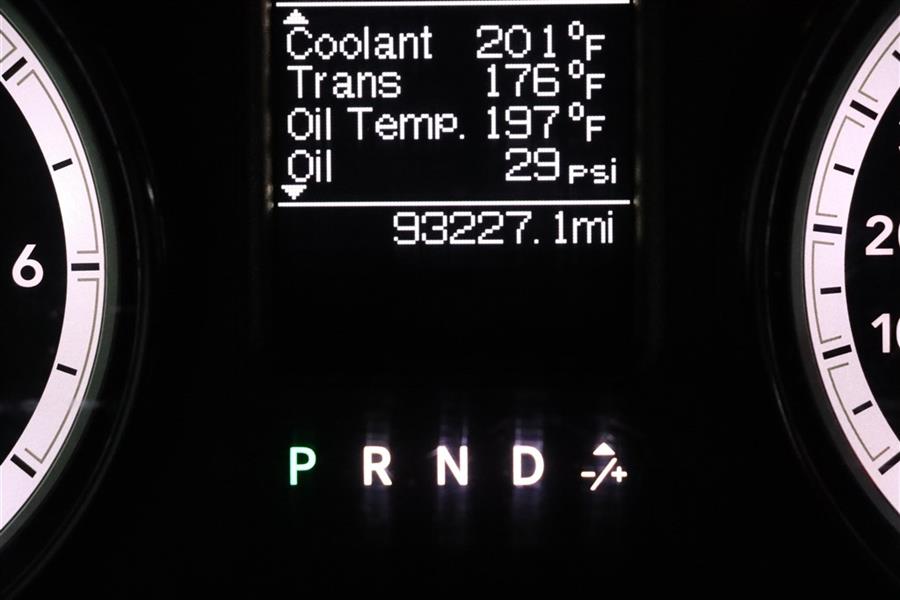 Coolant 201°F
Trans 176°F
Oil Temp. 197°F
Oil 29 psi
93227.1mi
6
20
10
P R N D -/+